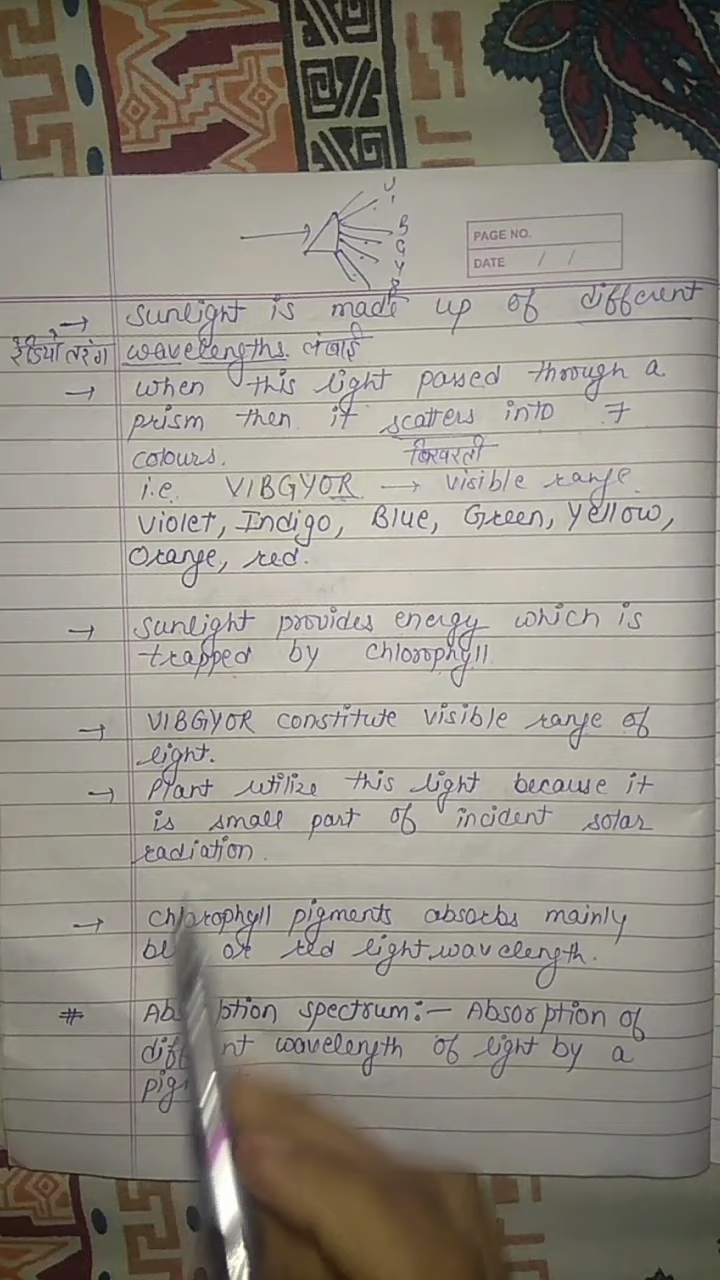 V
I
B
G
Y
PAGE NO.
DATE / /
→ Sunlight is made up of different
रेडियो तरंग wavelengths. लंबाई
→ when this light passed through a
prism then it scatters into 7
colours. बिखरती
i.e. VIBGYOR → visible range.
Violet, Indigo, Blue, Green, Yellow,
Orange, red.
→ Sunlight provides energy which is
trapped by chlorophyll
→ VIBGYOR constitute visible range of
light.
→ Plant utilize this light because it
is small part of incident solar
radiation.
→ Chlorophyll pigments absorbs mainly
or red light wavelength.
# Absorption spectrum:- Absorption of
different wavelength of light by a